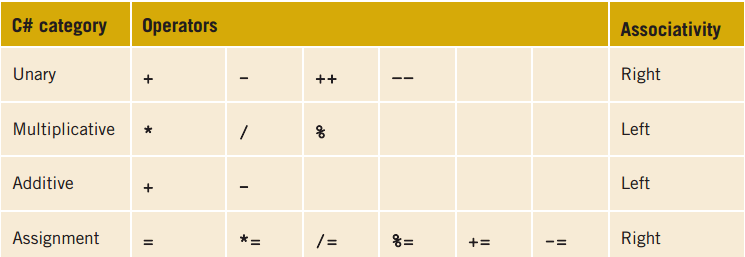 C# category Operators Associativity
Unary + - ++ -- Right
Multiplicative * / % Left
Additive + - Left
Assignment = *= /= %= += -= Right